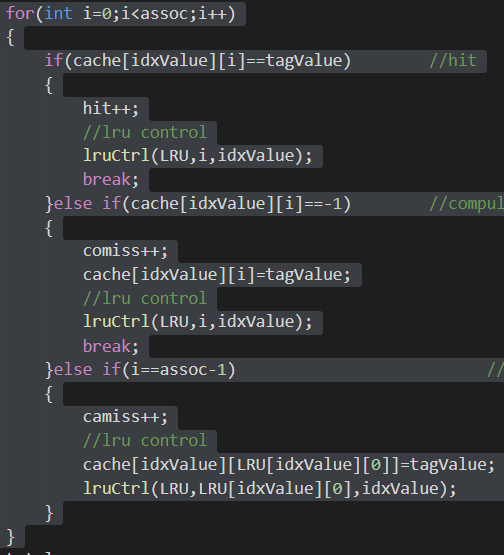 for(int i=0;i<assoc;i++)
{
    if(cache[idxValue][i]==tagValue)        //hit
    {
        hit++;
        //lru control
        lruCtrl(LRU,i,idxValue);
        break;
    }else if(cache[idxValue][i]==-1)        //compul
    {
        comiss++;
        cache[idxValue][i]=tagValue;
        //lru control
        lruCtrl(LRU,i,idxValue);
        break;
    }else if(i==assoc-1)                        //
    {
        camiss++;
        //lru control
        cache[idxValue][LRU[idxValue][0]]=tagValue;
        lruCtrl(LRU,LRU[idxValue][0],idxValue);
    }
}